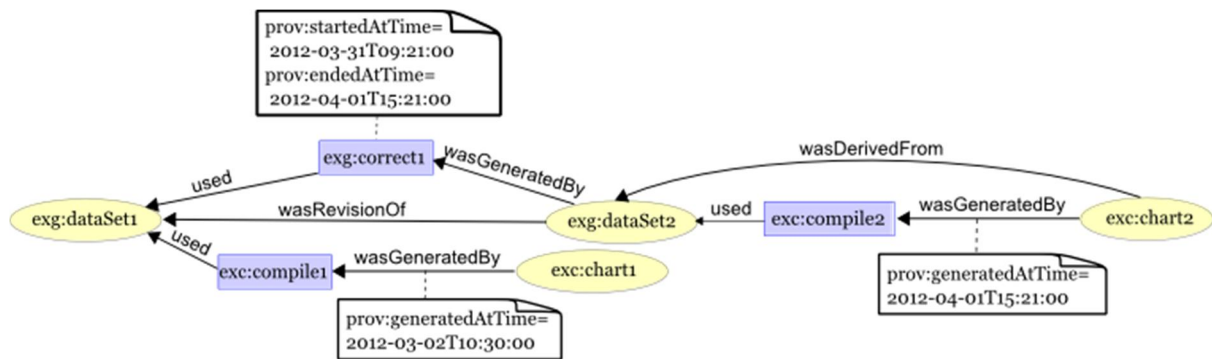 prov:startedAtTime=
2012-03-31T09:21:00
prov:endedAtTime=
2012-04-01T15:21:00
exg:correct1
wasGeneratedBy
wasDerivedFrom
used
exg:dataSet1
wasRevisionOf
exg:dataSet2
used
exc:compile2
wasGeneratedBy
exc:chart2
used
exc:compile1
wasGeneratedBy
exc:chart1
prov:generatedAtTime=
2012-04-01T15:21:00
prov:generatedAtTime=
2012-03-02T10:30:00